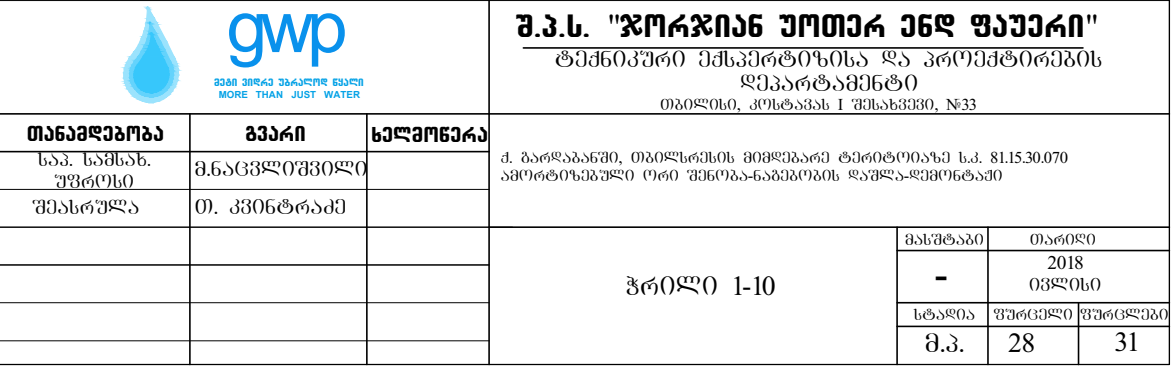 gwp
მეტი ვიდრე უბრალოდ წყალი
MORE THAN JUST WATER
შ.პ.ს. "ჯორჯიან უოთერ ენდ ფაუერი"
ტექნიკური ექსპერტიზისა და პროექტირების
დეპარტამენტი
თბილისი, კოსტავას I შესახვევი, №33
თანამდებობა გვარი ხელმოწერა
საპ. სამსახ.
უფროსი
მ.ნაცვლიშვილი
შეასრულა თ. კვინტრაძე
ქ. გარდაბანში, თბილსრესის მიმდებარე ტერიტოიაზე ს.კ. 81.15.30.070
ამორტიზებული ორი შენობა-ნაგებობის დაშლა-დემონტაჟი
ჭრილი 1-10
მასშტაბი თარიღი
- 2018
ივლისი
სტადია ფურცელი ფურცლები
მ.პ. 28 31